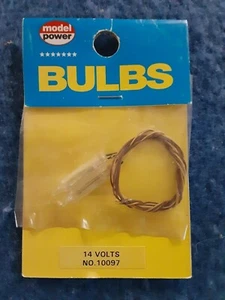 model
power
BULBS
14 VOLTS
NO.10097